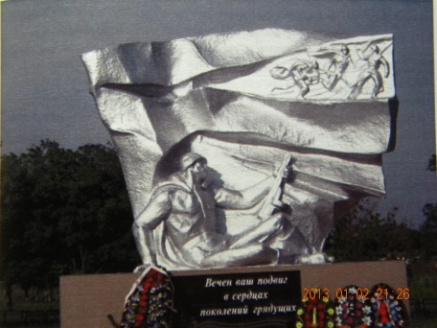 Вечен ваш подвиг
в сердцах
поколений грядущих
2013 01 02 21:26